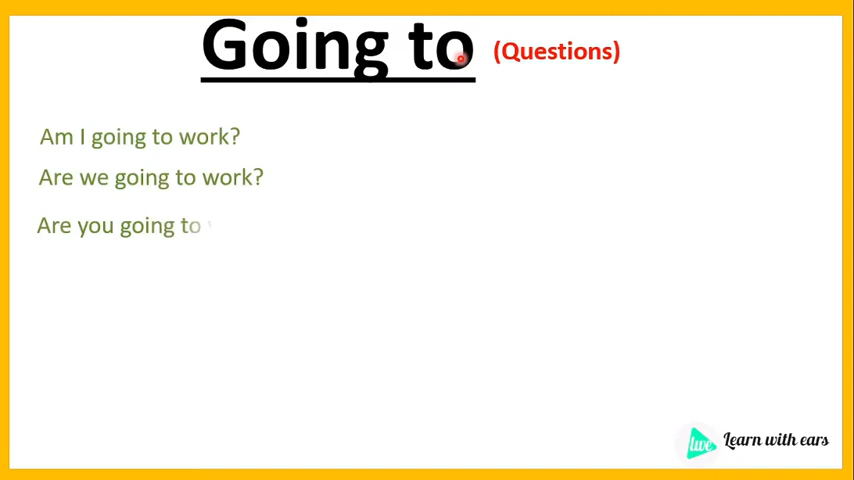 Going to (Questions)
Am I going to work?
Are we going to work?
Are you going to
live Learn with ears